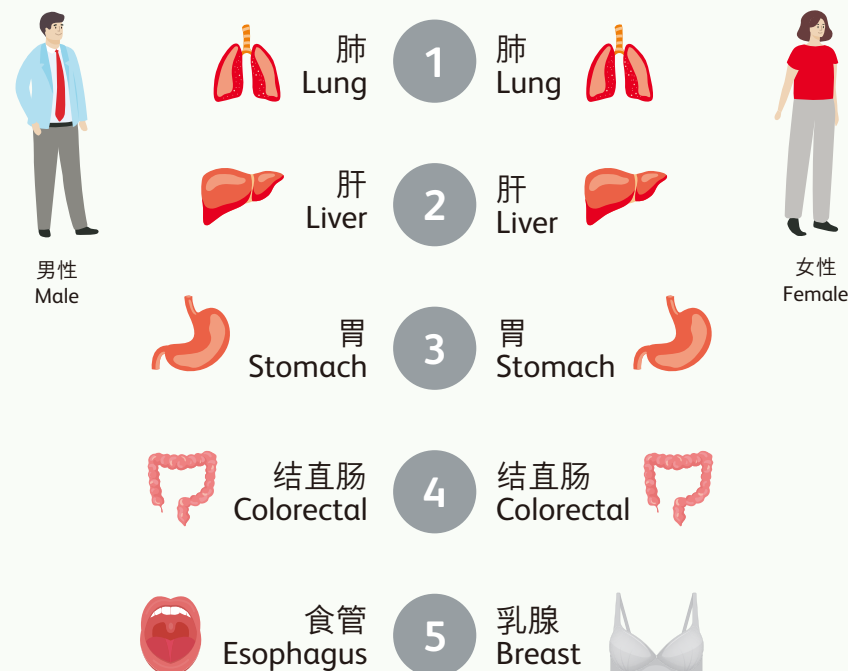 肺
Lung
1
肺
Lung
肝
Liver
2
肝
Liver
男性
Male
女性
Female
胃
Stomach
3
胃
Stomach
结直肠
Colorectal
4
结直肠
Colorectal
食管
Esophagus
5
乳腺
Breast